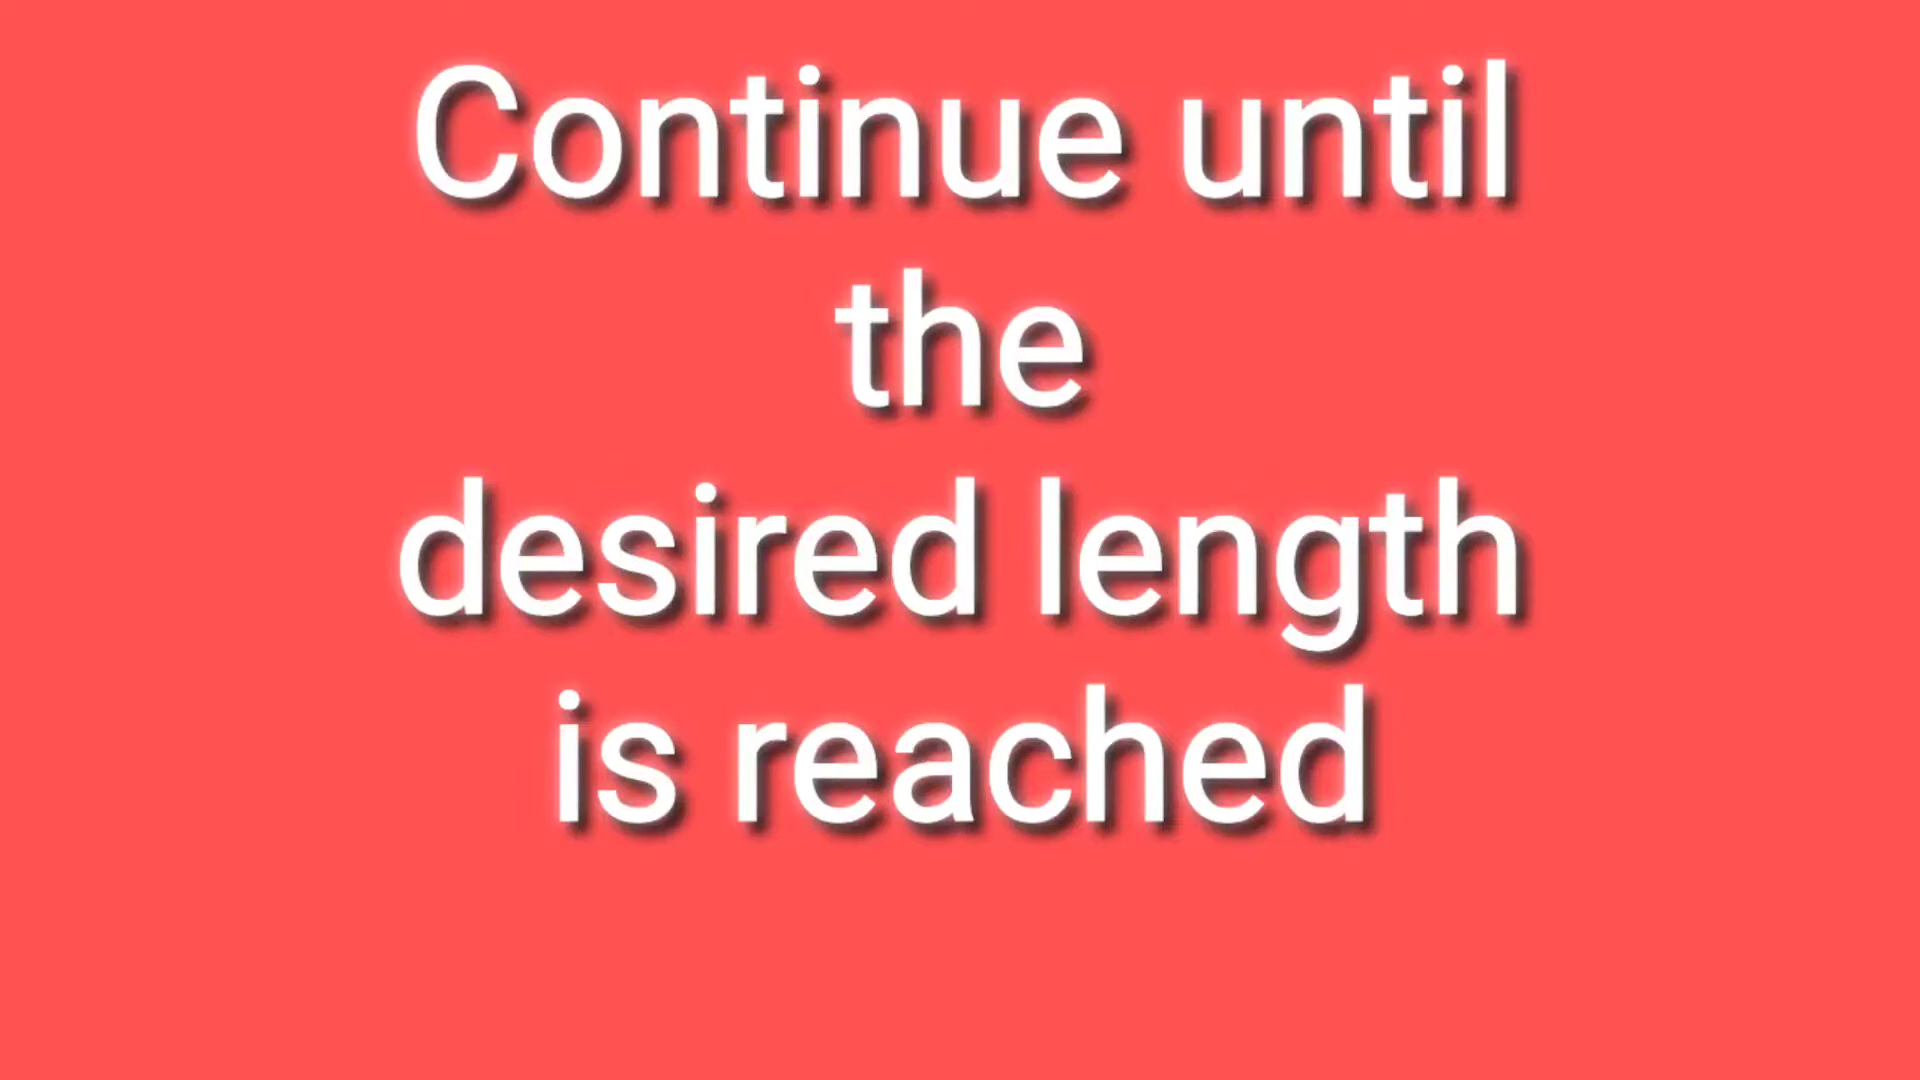 Continue until
the
desired length
is reached